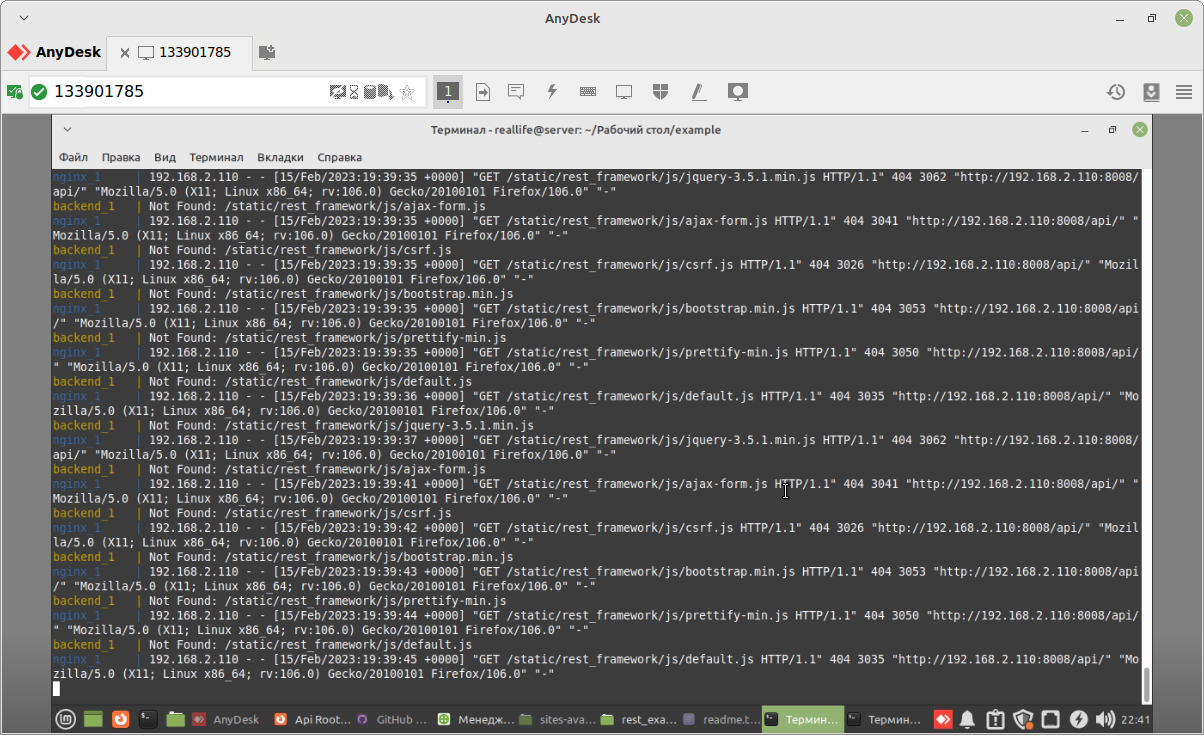 AnyDesk
AnyDesk
133901785
133901785
1
Терминал - reallife@server: ~/Рабочий стол/example
Файл Правка Вид Терминал Вкладки Справка
nginx_1 | 192.168.2.110 - - [15/Feb/2023:19:39:35 +0000] "GET /static/rest_framework/js/jquery-3.5.1.min.js HTTP/1.1" 404 3062 "http://192.168.2.110:8008/
api/" "Mozilla/5.0 (X11; Linux x86_64; rv:106.0) Gecko/20100101 Firefox/106.0" "-"
backend_1 | Not Found: /static/rest_framework/js/ajax-form.js
nginx_1 | 192.168.2.110 - - [15/Feb/2023:19:39:35 +0000] "GET /static/rest_framework/js/ajax-form.js HTTP/1.1" 404 3041 "http://192.168.2.110:8008/api/" "
Mozilla/5.0 (X11; Linux x86_64; rv:106.0) Gecko/20100101 Firefox/106.0" "-"
backend_1 | Not Found: /static/rest_framework/js/csrf.js
nginx_1 | 192.168.2.110 - - [15/Feb/2023:19:39:35 +0000] "GET /static/rest_framework/js/csrf.js HTTP/1.1" 404 3026 "http://192.168.2.110:8008/api/" "Mozil
la/5.0 (X11; Linux x86_64; rv:106.0) Gecko/20100101 Firefox/106.0" "-"
backend_1 | Not Found: /static/rest_framework/js/bootstrap.min.js
nginx_1 | 192.168.2.110 - - [15/Feb/2023:19:39:35 +0000] "GET /static/rest_framework/js/bootstrap.min.js HTTP/1.1" 404 3053 "http://192.168.2.110:8008/api
/" "Mozilla/5.0 (X11; Linux x86_64; rv:106.0) Gecko/20100101 Firefox/106.0" "-"
backend_1 | Not Found: /static/rest_framework/js/prettify-min.js
nginx_1 | 192.168.2.110 - - [15/Feb/2023:19:39:35 +0000] "GET /static/rest_framework/js/prettify-min.js HTTP/1.1" 404 3050 "http://192.168.2.110:8008/api/
" "Mozilla/5.0 (X11; Linux x86_64; rv:106.0) Gecko/20100101 Firefox/106.0" "-"
backend_1 | Not Found: /static/rest_framework/js/default.js
nginx_1 | 192.168.2.110 - - [15/Feb/2023:19:39:36 +0000] "GET /static/rest_framework/js/default.js HTTP/1.1" 404 3035 "http://192.168.2.110:8008/api/" "Mo
zilla/5.0 (X11; Linux x86_64; rv:106.0) Gecko/20100101 Firefox/106.0" "-"
backend_1 | Not Found: /static/rest_framework/js/jquery-3.5.1.min.js
nginx_1 | 192.168.2.110 - - [15/Feb/2023:19:39:37 +0000] "GET /static/rest_framework/js/jquery-3.5.1.min.js HTTP/1.1" 404 3062 "http://192.168.2.110:8008/
api/" "Mozilla/5.0 (X11; Linux x86_64; rv:106.0) Gecko/20100101 Firefox/106.0" "-"
backend_1 | Not Found: /static/rest_framework/js/ajax-form.js
nginx_1 | 192.168.2.110 - - [15/Feb/2023:19:39:41 +0000] "GET /static/rest_framework/js/ajax-form.js HTTP/1.1" 404 3041 "http://192.168.2.110:8008/api/" "
Mozilla/5.0 (X11; Linux x86_64; rv:106.0) Gecko/20100101 Firefox/106.0" "-"
backend_1 | Not Found: /static/rest_framework/js/csrf.js
nginx_1 | 192.168.2.110 - - [15/Feb/2023:19:39:42 +0000] "GET /static/rest_framework/js/csrf.js HTTP/1.1" 404 3026 "http://192.168.2.110:8008/api/" "Mozil
la/5.0 (X11; Linux x86_64; rv:106.0) Gecko/20100101 Firefox/106.0" "-"
backend_1 | Not Found: /static/rest_framework/js/bootstrap.min.js
nginx_1 | 192.168.2.110 - - [15/Feb/2023:19:39:43 +0000] "GET /static/rest_framework/js/bootstrap.min.js HTTP/1.1" 404 3053 "http://192.168.2.110:8008/api
/" "Mozilla/5.0 (X11; Linux x86_64; rv:106.0) Gecko/20100101 Firefox/106.0" "-"
backend_1 | Not Found: /static/rest_framework/js/prettify-min.js
nginx_1 | 192.168.2.110 - - [15/Feb/2023:19:39:44 +0000] "GET /static/rest_framework/js/prettify-min.js HTTP/1.1" 404 3050 "http://192.168.2.110:8008/api/
" "Mozilla/5.0 (X11; Linux x86_64; rv:106.0) Gecko/20100101 Firefox/106.0" "-"
backend_1 | Not Found: /static/rest_framework/js/default.js
nginx_1 | 192.168.2.110 - - [15/Feb/2023:19:39:45 +0000] "GET /static/rest_framework/js/default.js HTTP/1.1" 404 3035 "http://192.168.2.110:8008/api/" "Mo
zilla/5.0 (X11; Linux x86_64; rv:106.0) Gecko/20100101 Firefox/106.0" "-"
AnyDesk Api Root... GitHub ... Менедж... sites-ava... rest_exa... readme.t... Термин... Термин... 22:41